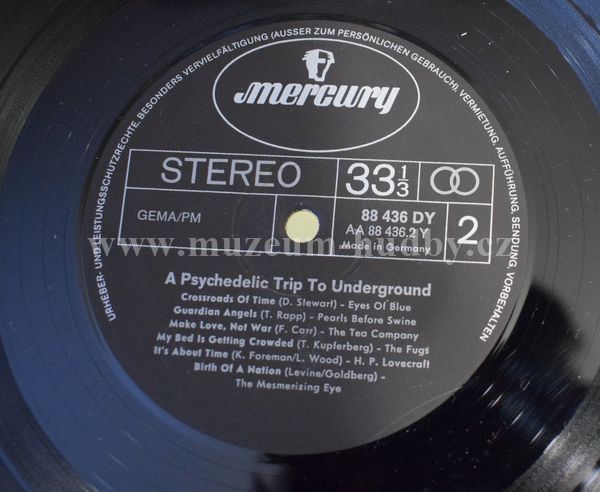 URHEBER- UND LEISTUNGSSCHUTZRECHTE, BESONDERS VERVIELFÄLTIGUNG (AUSSER ZUM PERSÖNLICHEN GEBRAUCH), VERMIETUNG, AUFFÜHRUNG, SENDUNG, VORBEHALTEN
mercury
STEREO
33 1/3
GEMA/PM
88 436 DY
AA 88 436.2 Y
Made in Germany
2
www.muzeum-hudby.cz
A Psychedelic Trip To Underground
Crossroads Of Time (D. Stewart) - Eyes Of Blue
Guardian Angels (T. Rapp) - Pearls Before Swine
Make Love, Not War (F. Carr) - The Tea Company
My Bed Is Getting Crowded (T. Kupferberg) - The Fugs
It's About Time (K. Foreman/L. Wood) - H. P. Lovecraft
Birth Of A Nation (Levine/Goldberg) -
The Mesmerizing Eye